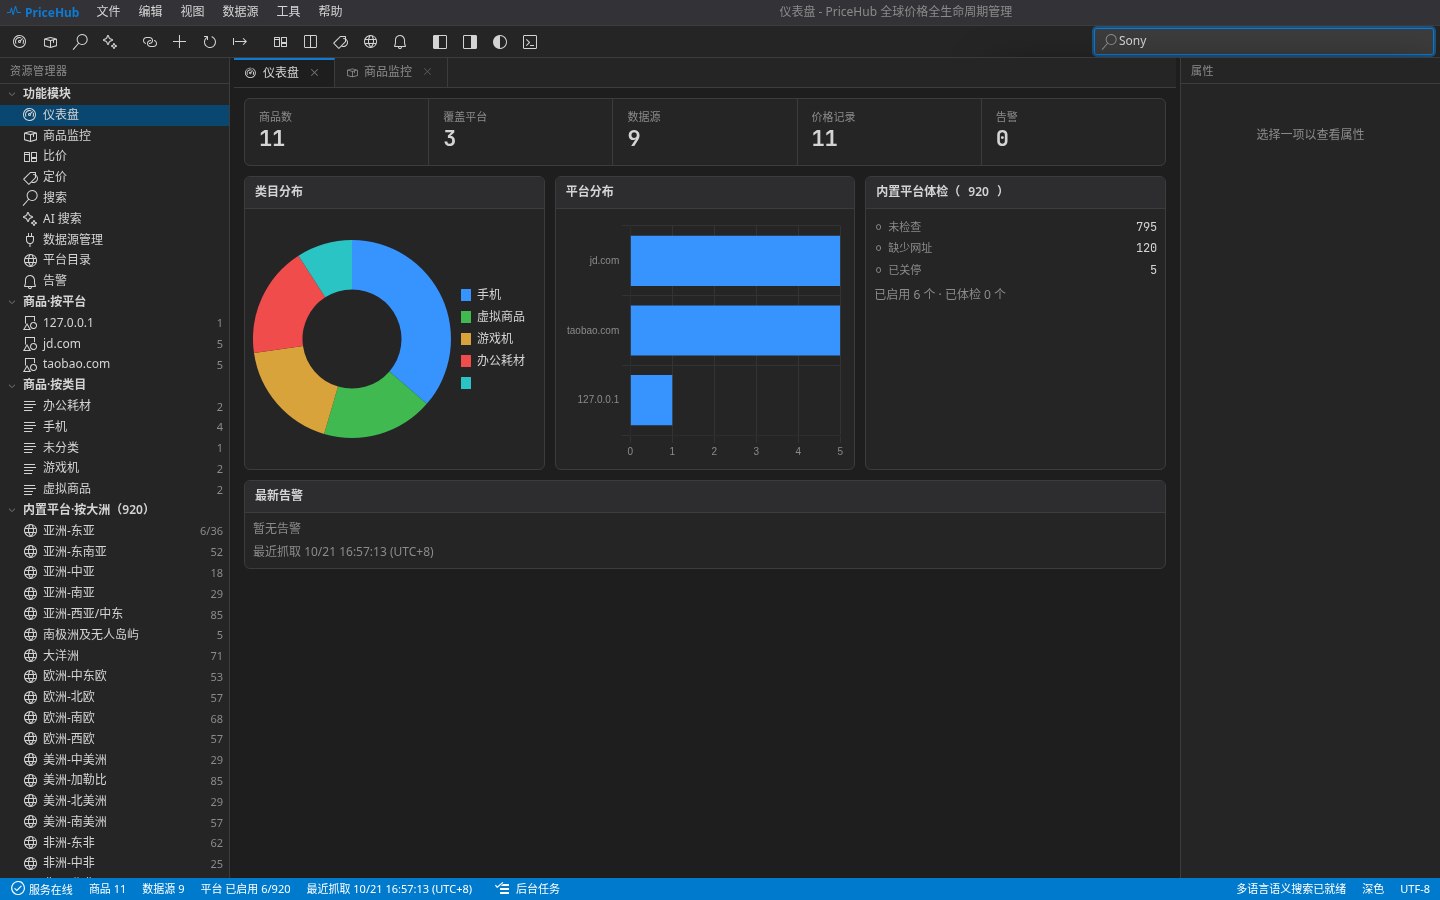 PriceHub 文件 编辑 视图 数据源 工具 帮助 仪表盘 - PriceHub 全球价格全生命周期管理
Sony
资源管理器
功能模块
仪表盘
商品监控
比价
定价
搜索
AI 搜索
数据源管理
平台目录
告警
商品·按平台
127.0.0.1 1
jd.com 5
taobao.com 5
商品·按类目
办公耗材 2
手机 4
未分类 1
游戏机 2
虚拟商品 2
内置平台·按大洲（920）
亚洲-东亚 6/36
亚洲-东南亚 52
亚洲-中亚 18
亚洲-南亚 29
亚洲-西亚/中东 85
南极洲及无人岛屿 5
大洋洲 71
欧洲-中东欧 53
欧洲-北欧 57
欧洲-南欧 68
欧洲-西欧 57
美洲-中美洲 29
美洲-加勒比 85
美洲-北美洲 29
美洲-南美洲 57
非洲-东非 62
非洲-中非 25
仪表盘 商品监控
商品数 覆盖平台 数据源 价格记录 告警
11 3 9 11 0
类目分布
手机
虚拟商品
游戏机
办公耗材
平台分布
jd.com
taobao.com
127.0.0.1
0 1 2 3 4 5
内置平台体检（ 920 ）
未检查 795
缺少网址 120
已关停 5
已启用 6 个 · 已体检 0 个
最新告警
暂无告警
最近抓取 10/21 16:57:13 (UTC+8)
属性
选择一项以查看属性
服务在线 商品 11 数据源 9 平台 已启用 6/920 最近抓取 10/21 16:57:13 (UTC+8) 后台任务 多语言语义搜索已就绪 深色 UTF-8